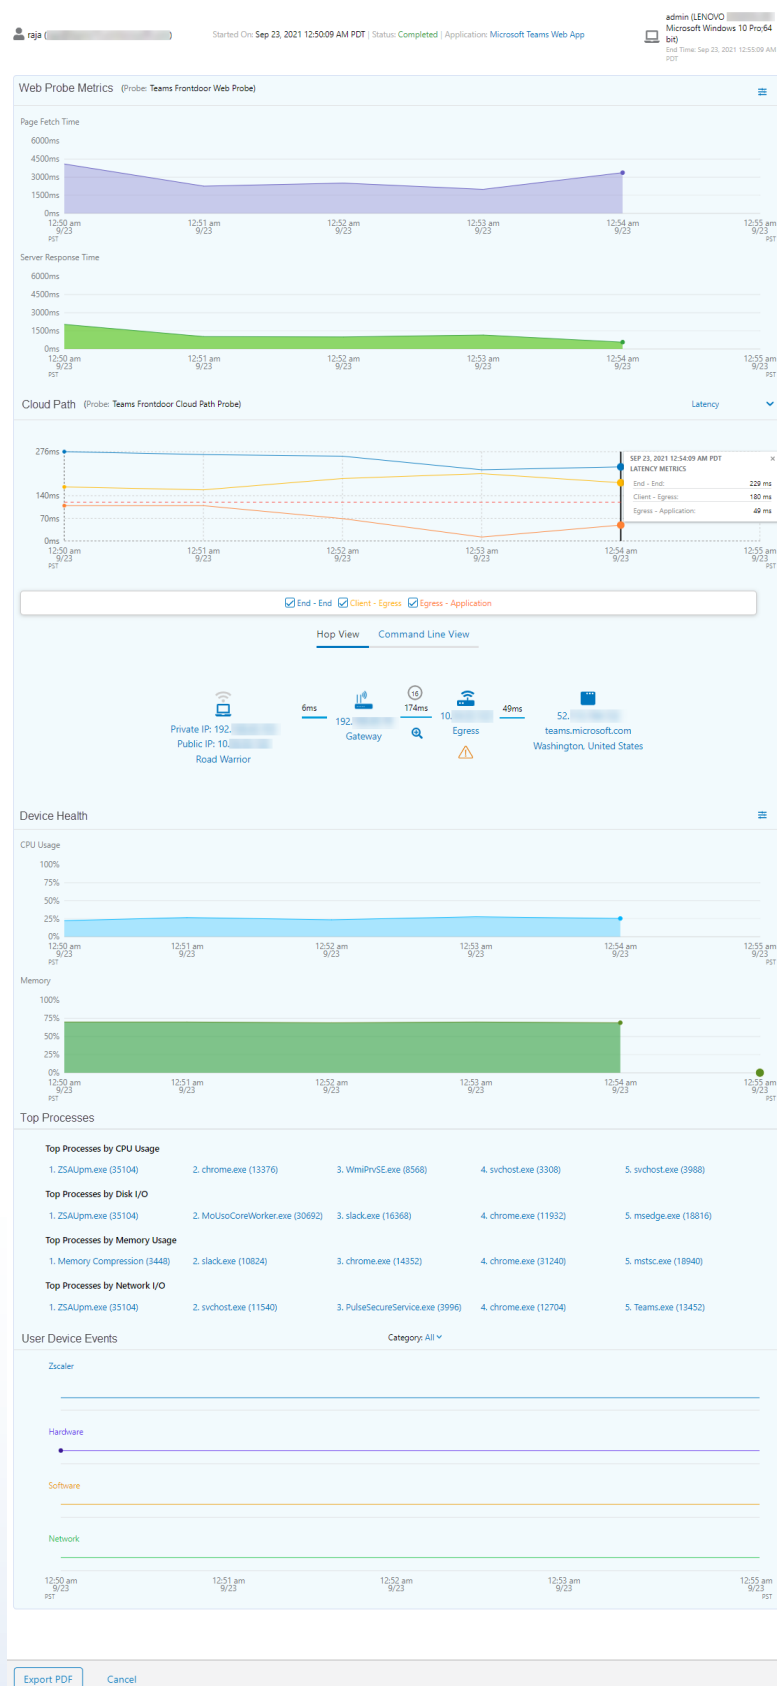 raja (
)
Started On: Sep 23, 2021 12:50:09 AM PDT | Status: Completed | Application: Microsoft Teams Web App
admin (LENOVO
Microsoft Windows 10 Pro;64
bit)
End Time: Sep 23, 2021 12:55:09 AM
PDT
Web Probe Metrics (Probe: Teams Frontdoor Web Probe)
Page Fetch Time
6000ms
4500ms
3000ms
1500ms
0ms
12:50 am 12:51 am 12:52 am 12:53 am 12:54 am 12:55 am
9/23 9/23 9/23 9/23 9/23 9/23
PST PST
Server Response Time
6000ms
4500ms
3000ms
1500ms
0ms
12:50 am 12:51 am 12:52 am 12:53 am 12:54 am 12:55 am
9/23 9/23 9/23 9/23 9/23 9/23
PST PST
Cloud Path (Probe: Teams Frontdoor Cloud Path Probe) Latency
276ms
140ms
70ms
0ms
SEP 23, 2021 12:54:09 AM PDT ×
LATENCY METRICS
End - End: 229 ms
Client - Egress: 180 ms
Egress - Application: 49 ms
12:50 am 12:51 am 12:52 am 12:53 am 12:54 am 12:55 am
9/23 9/23 9/23 9/23 9/23 9/23
PST PST
End - End Client - Egress Egress - Application
Hop View Command Line View
Private IP: 192.
Public IP: 10.
Road Warrior
6ms
192.
Gateway
16
174ms
10.
Egress
49ms
52.
teams.microsoft.com
Washington, United States
Device Health
CPU Usage
100%
75%
50%
25%
0%
12:50 am 12:51 am 12:52 am 12:53 am 12:54 am 12:55 am
9/23 9/23 9/23 9/23 9/23 9/23
PST PST
Memory
100%
75%
50%
25%
0%
12:50 am 12:51 am 12:52 am 12:53 am 12:54 am 12:55 am
9/23 9/23 9/23 9/23 9/23 9/23
PST PST
Top Processes
Top Processes by CPU Usage
1. ZSAUpm.exe (35104) 2. chrome.exe (13376) 3. WmiPrvSE.exe (8568) 4. svchost.exe (3308) 5. svchost.exe (3988)
Top Processes by Disk I/O
1. ZSAUpm.exe (35104) 2. MoUsoCoreWorker.exe (30692) 3. slack.exe (16368) 4. chrome.exe (11932) 5. msedge.exe (18816)
Top Processes by Memory Usage
1. Memory Compression (3448) 2. slack.exe (10824) 3. chrome.exe (14352) 4. chrome.exe (31240) 5. mstsc.exe (18940)
Top Processes by Network I/O
1. ZSAUpm.exe (35104) 2. svchost.exe (11540) 3. PulseSecureService.exe (3996) 4. chrome.exe (12704) 5. Teams.exe (13452)
User Device Events Category: All
Zscaler
Hardware
Software
Network
12:50 am 12:51 am 12:52 am 12:53 am 12:55 am
9/23 9/23 9/23 9/23 9/23
PST PST
Export PDF Cancel